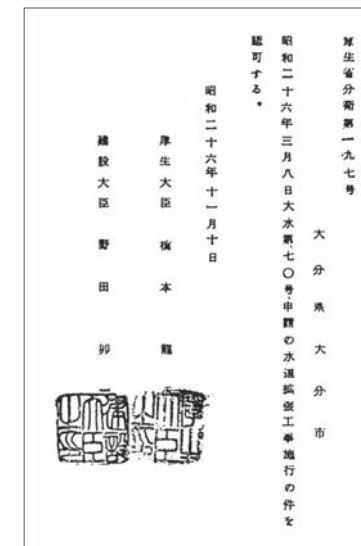 厚生省分衛第一九七号
大分県大分市
昭和二十六年三月八日大水第、七〇号申請の水道拡張工事施行の件を
認可する。
昭和二十六年十一月十日
厚生大臣 橋本龍
建設大臣 野田卯一